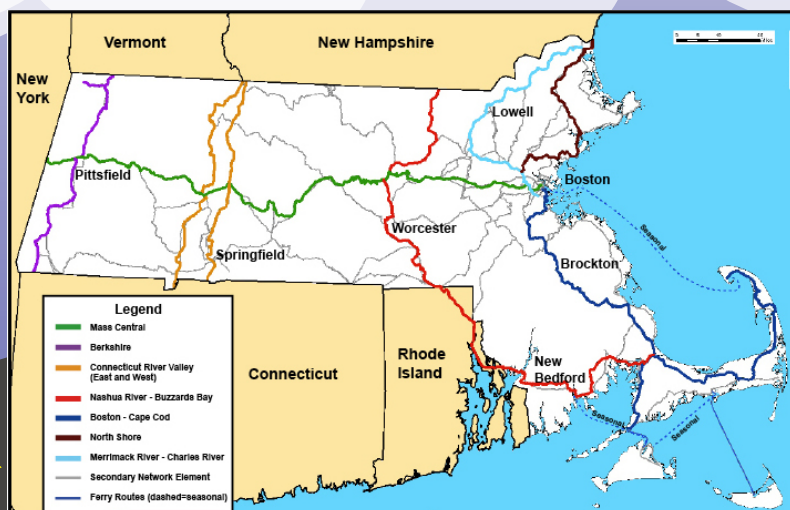 Vermont
New Hampshire
New
York
Lowell
Pittsfield
Boston
Seasonal
Worcester
Springfield
Brockton
Legend
Mass Central
Berkshire
Connecticut River Valley
(East and West)
Nashua River - Buzzards Bay
Boston - Cape Cod
North Shore
Merrimack River - Charles River
Secondary Network Element
Ferry Routes (dashed=seasonal)
Connecticut
Rhode
Island
New
Bedford
Seasonal
Seasonal